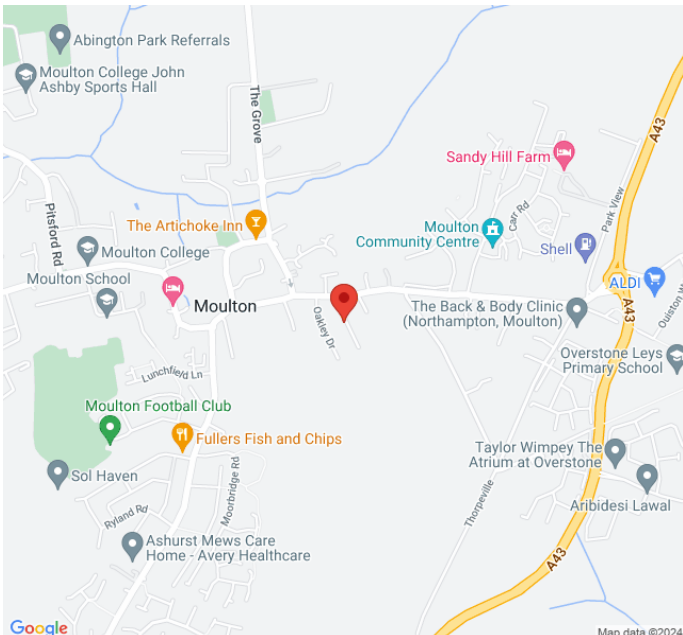 Abington Park Referrals
Moulton College John
Ashby Sports Hall
The Grove
A43
Sandy Hill Farm
Park View
Pitsford Rd
The Artichoke Inn
Carr Rd
Moulton
Community Centre
Shell
Moulton College
Moulton School
ALDI
Moulton
Oakley Dr
The Back & Body Clinic
(Northampton, Moulton)
A43
Overstone Leys
Primary School
Lunchfield Ln
Moulton Football Club
Fullers Fish and Chips
Taylor Wimpey The
Atrium at Overstone
Sol Haven
Moorbridge Rd
Thorpeville
Aribidesi Lawal
Ryland Rd
Ashurst Mews Care
Home - Avery Healthcare
A43
Google
Map data ©2024